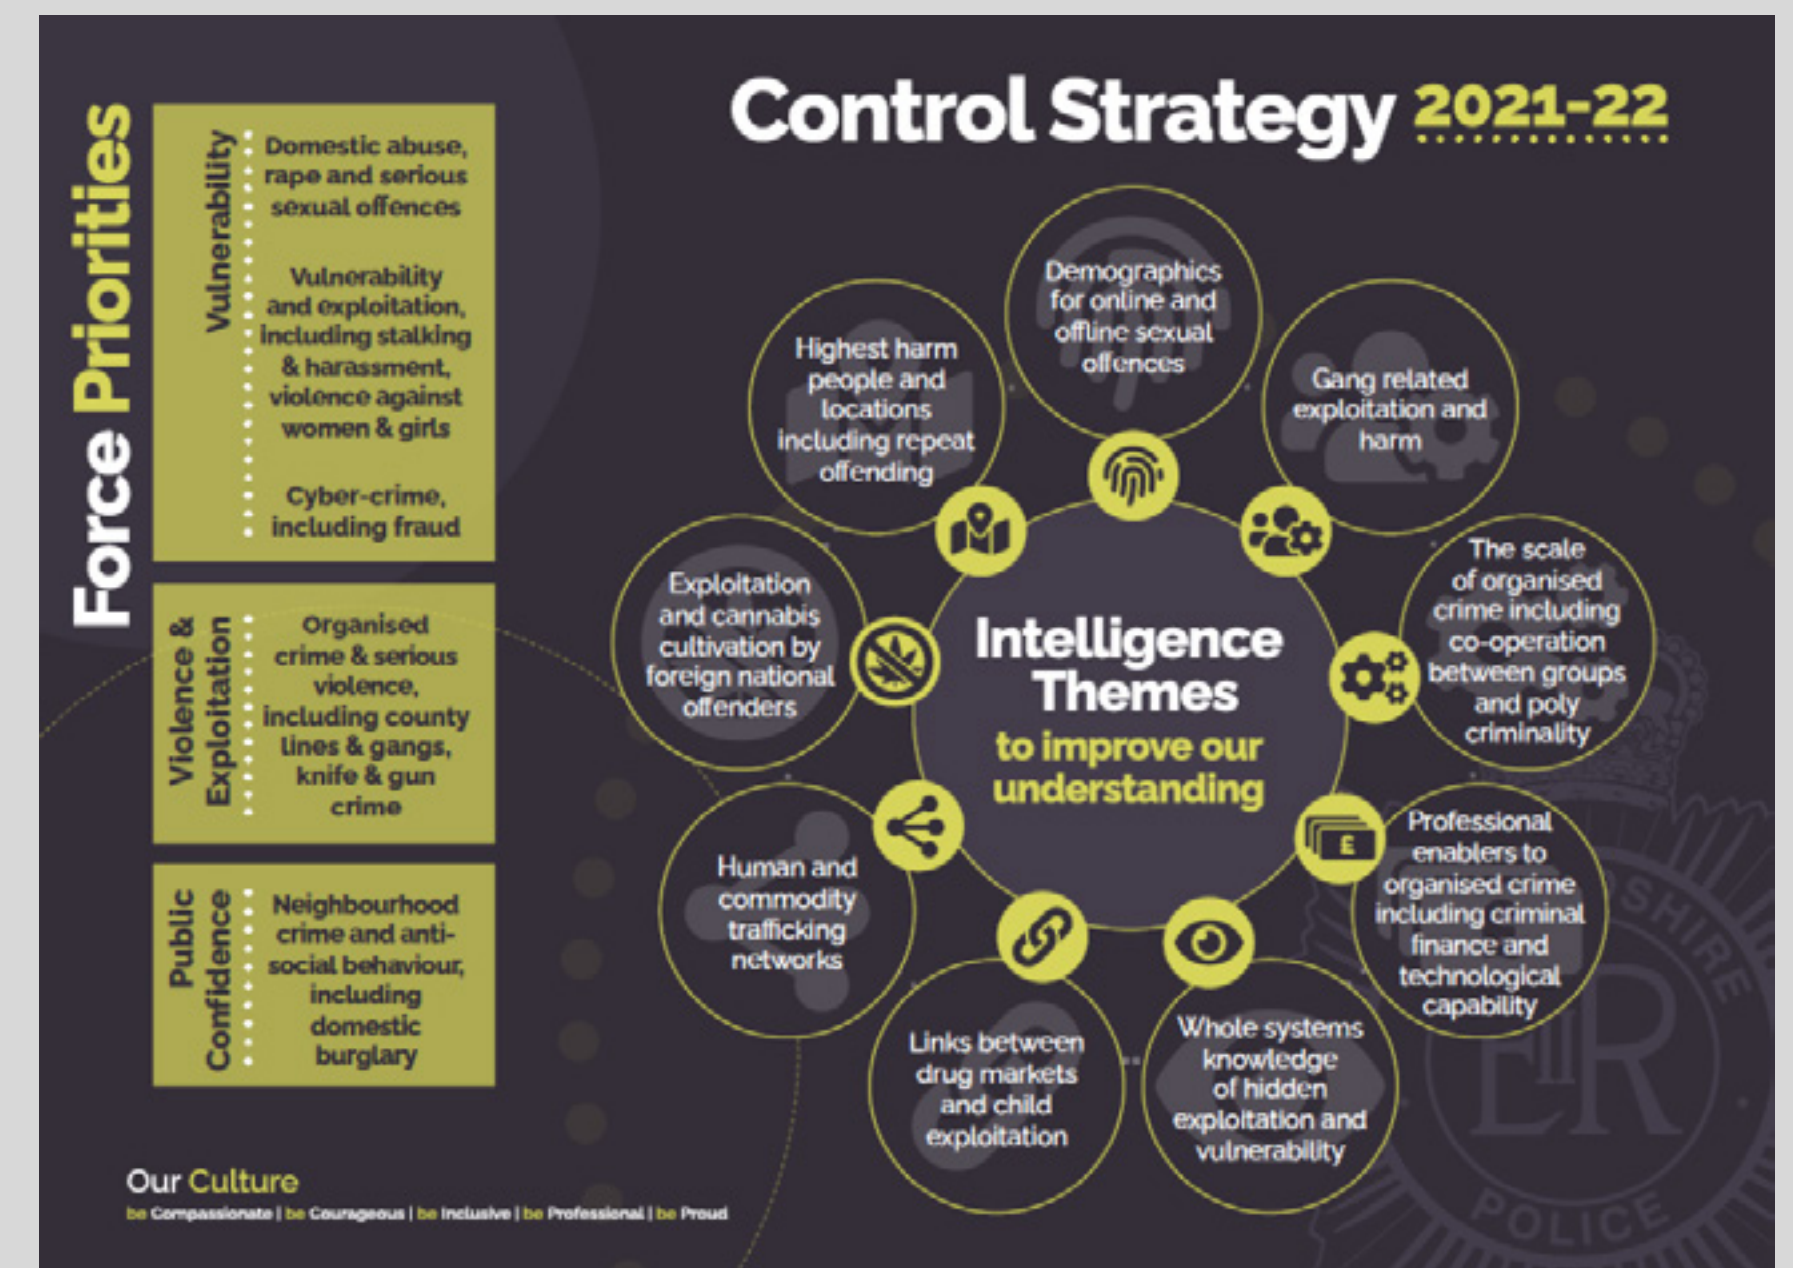 Control Strategy 2021-22
Force Priorities
Vulnerability
Domestic abuse,
rape and serious
sexual offences
Vulnerability
and exploitation,
including stalking
& harassment,
violence against
women & girls
Cyber-crime,
including fraud
Violence &
Exploitation
Organised
crime & serious
violence,
including county
lines & gangs,
knife & gun
crime
Public
Confidence
Neighbourhood
crime and anti-
social behaviour,
including
domestic
burglary
Intelligence
Themes
to improve our
understanding
Demographics
for online and
offline sexual
offences
Gang related
exploitation and
harm
The scale
of organised
crime including
co-operation
between groups
and poly
criminality
Professional
enablers to
organised crime
including criminal
finance and
technological
capability
£
Whole systems
knowledge
of hidden
exploitation and
vulnerability
Links between
drug markets
and child
exploitation
Human and
commodity
trafficking
networks
Exploitation
and cannabis
cultivation by
foreign national
offenders
Highest harm
people and
locations
including repeat
offending
Our Culture
be Compassionate | be Courageous | be Inclusive | be Professional | be Proud
EIIR
POLICE